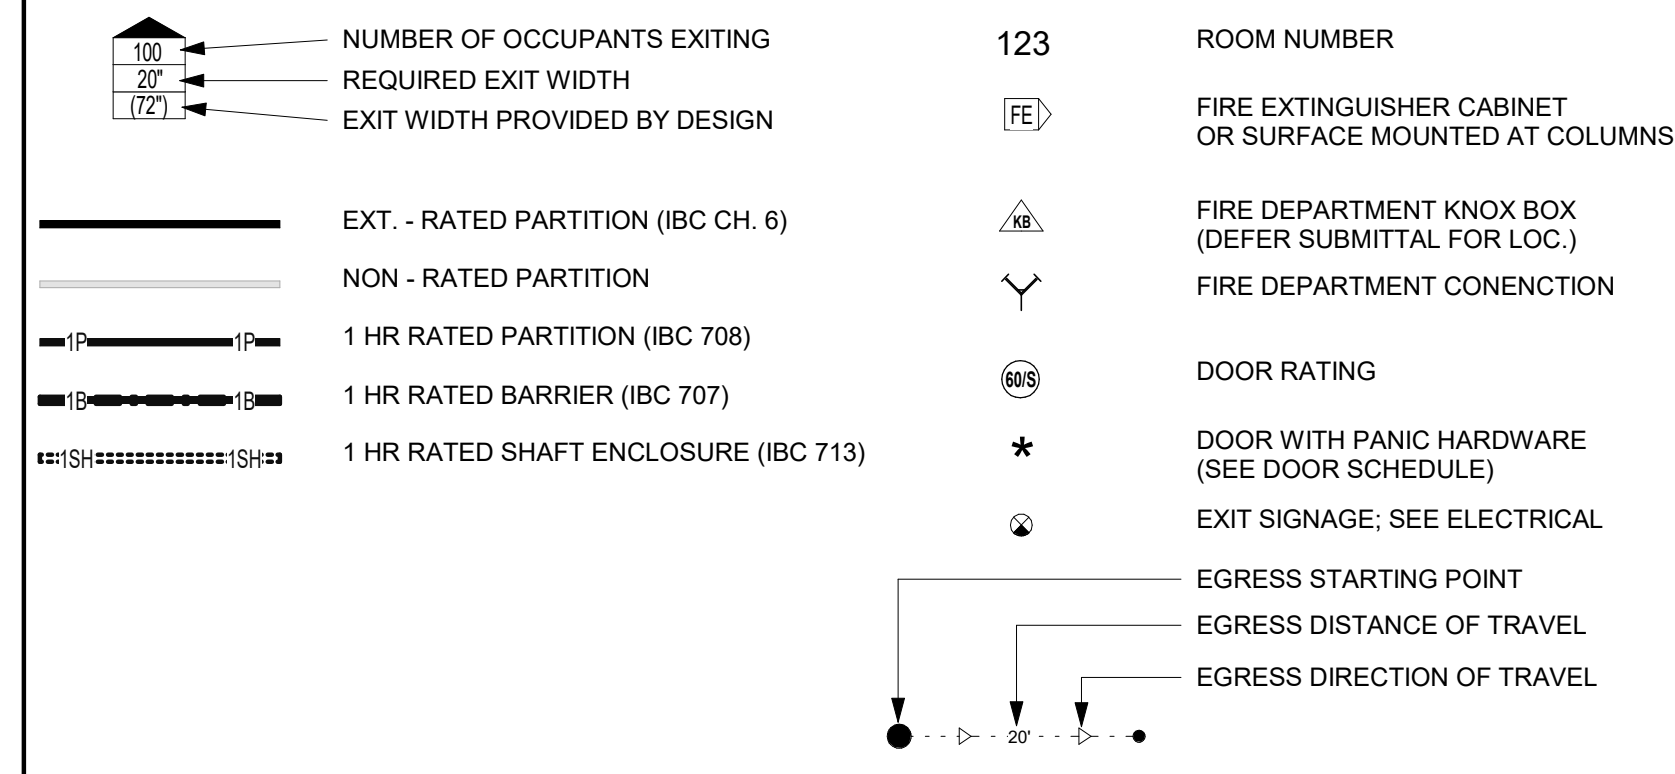 100
20"
(72")
NUMBER OF OCCUPANTS EXITING
REQUIRED EXIT WIDTH
EXIT WIDTH PROVIDED BY DESIGN
EXT. - RATED PARTITION (IBC CH. 6)
NON - RATED PARTITION
1P 1P 1 HR RATED PARTITION (IBC 708)
1B 1B 1 HR RATED BARRIER (IBC 707)
1SH 1SH 1 HR RATED SHAFT ENCLOSURE (IBC 713)
123 ROOM NUMBER
FE FIRE EXTINGUISHER CABINET
OR SURFACE MOUNTED AT COLUMNS
KB FIRE DEPARTMENT KNOX BOX
(DEFER SUBMITTAL FOR LOC.)
FIRE DEPARTMENT CONENCTION
60/S DOOR RATING
* DOOR WITH PANIC HARDWARE
(SEE DOOR SCHEDULE)
EXIT SIGNAGE; SEE ELECTRICAL
EGRESS STARTING POINT
EGRESS DISTANCE OF TRAVEL
EGRESS DIRECTION OF TRAVEL
20'